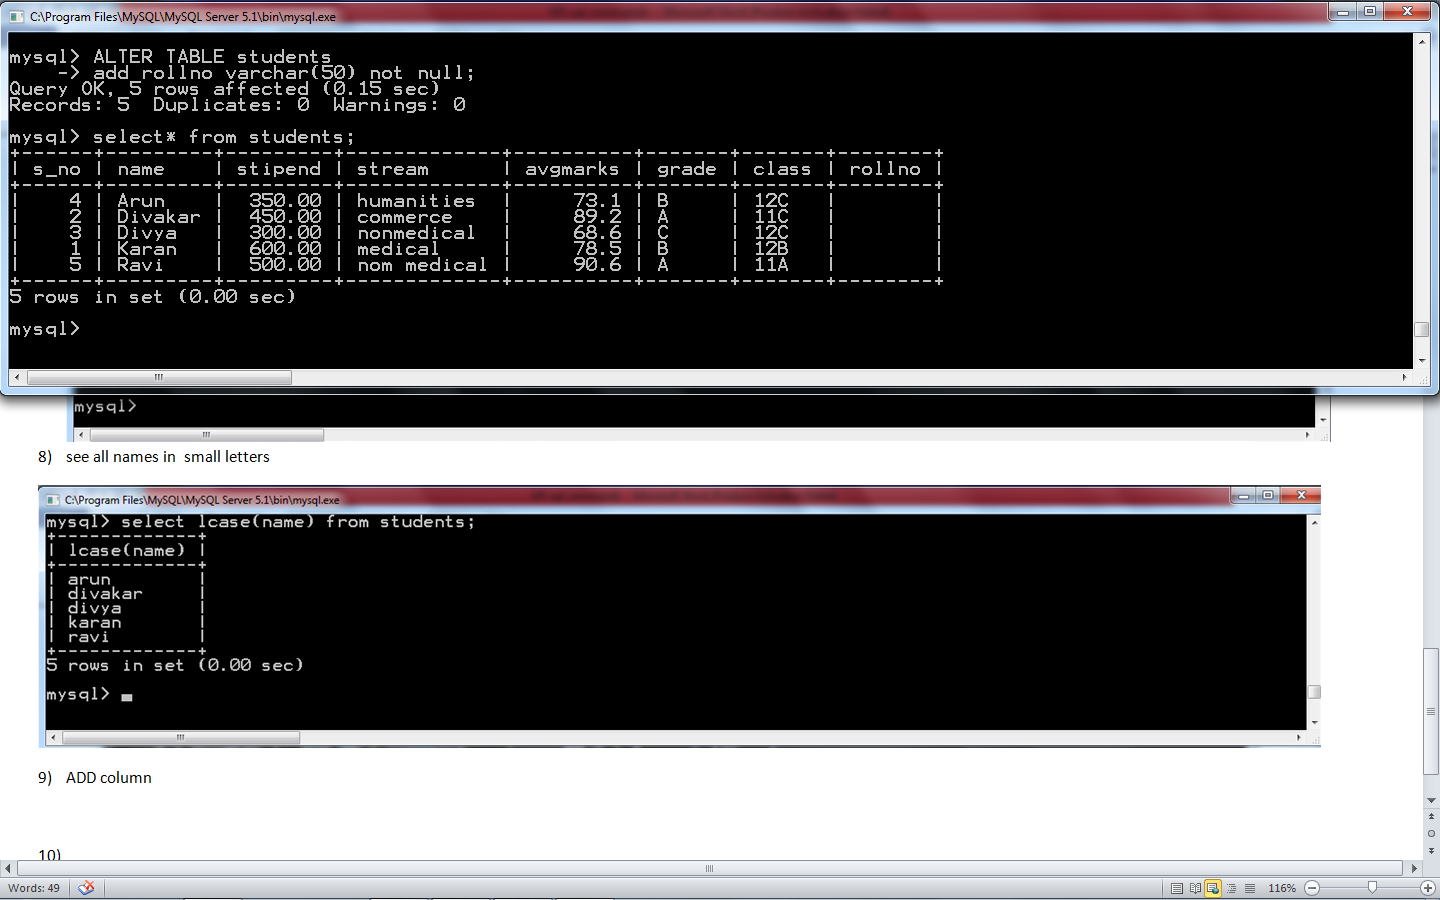 C:\Program Files\MySQL\MySQL Server 5.1\bin\mysql.exe
mysql> ALTER TABLE students
    -> add rollno varchar(50) not null;
Query OK, 5 rows affected (0.15 sec)
Records: 5  Duplicates: 0  Warnings: 0
mysql> select* from students;
+------+----------+---------+-------------+----------+-------+-------+--------+
| s_no | name     | stipend | stream      | avgmarks | grade | class | rollno |
+------+----------+---------+-------------+----------+-------+-------+--------+
|    4 | Arun     |  350.00 | humanities  |     73.1 | B     | 12C   |        |
|    2 | Divakar  |  450.00 | commerce    |     89.2 | A     | 11C   |        |
|    3 | Divya    |  300.00 | nonmedical  |     68.6 | C     | 12C   |        |
|    1 | Karan    |  600.00 | medical     |     78.5 | B     | 12B   |        |
|    5 | Ravi     |  500.00 | nom medical |     90.6 | A     | 11A   |        |
+------+----------+---------+-------------+----------+-------+-------+--------+
5 rows in set (0.00 sec)
mysql>
mysql>
8) see all names in  small letters
C:\Program Files\MySQL\MySQL Server 5.1\bin\mysql.exe
mysql> select lcase(name) from students;
+-------------+
| lcase(name) |
+-------------+
| arun        |
| divakar     |
| divya       |
| karan       |
| ravi        |
+-------------+
5 rows in set (0.00 sec)
mysql>
9) ADD column
10)
Words: 49
116%